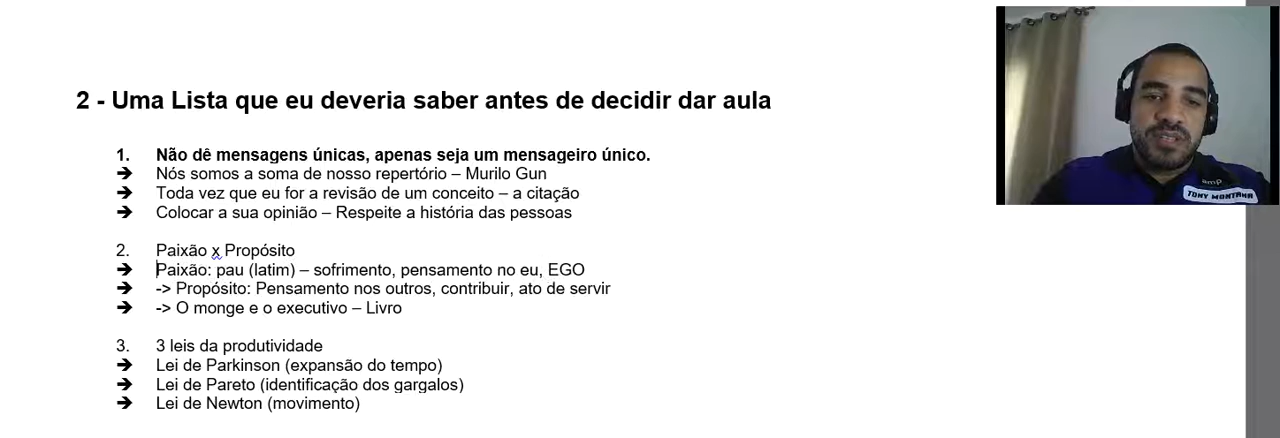 2 - Uma Lista que eu deveria saber antes de decidir dar aula
1. Não dê mensagens únicas, apenas seja um mensageiro único.
➔ Nós somos a soma de nosso repertório – Murilo Gun
➔ Toda vez que eu for a revisão de um conceito – a citação
➔ Colocar a sua opinião – Respeite a história das pessoas
2. Paixão x Propósito
➔ Paixão: pau (latim) – sofrimento, pensamento no eu, EGO
➔ -> Propósito: Pensamento nos outros, contribuir, ato de servir
➔ -> O monge e o executivo – Livro
3. 3 leis da produtividade
➔ Lei de Parkinson (expansão do tempo)
➔ Lei de Pareto (identificação dos gargalos)
➔ Lei de Newton (movimento)
amp
TONY MONTANA